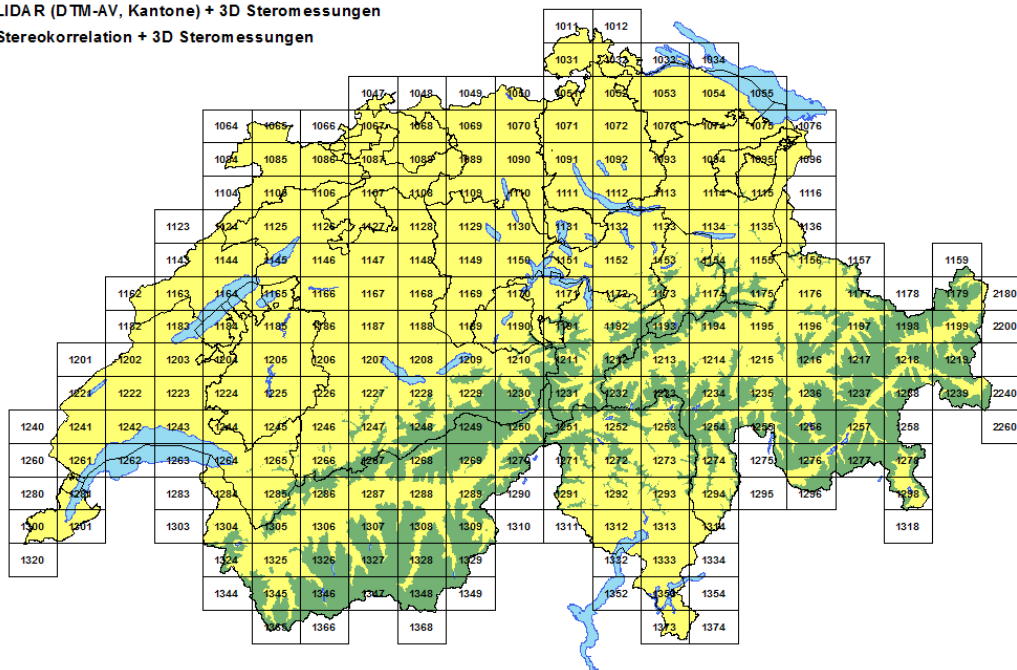 LIDAR (DTM-AV, Kantone) + 3D Steromessungen
Stereokorrelation + 3D Steromessungen
1011 1012
1031 1032 1033 1034
1047 1048 1049 1050 1051 1052 1053 1054 1055
1064 1065 1066 1067 1068 1069 1070 1071 1072 1073 1074 1075 1076
1084 1085 1086 1087 1088 1089 1090 1091 1092 1093 1094 1095 1096
1104 1105 1106 1107 1108 1109 1110 1111 1112 1113 1114 1115 1116
1123 1124 1125 1126 1127 1128 1129 1130 1131 1132 1133 1134 1135 1136
1143 1144 1145 1146 1147 1148 1149 1150 1151 1152 1153 1154 1155 1156 1157 1159
1162 1163 1164 1165 1166 1167 1168 1169 1170 1171 1172 1173 1174 1175 1176 1177 1178 1179 2180
1182 1183 1184 1185 1186 1187 1188 1189 1190 1191 1192 1193 1194 1195 1196 1197 1198 1199 2200
1201 1202 1203 1204 1205 1206 1207 1208 1209 1210 1211 1212 1213 1214 1215 1216 1217 1218 1219
1221 1222 1223 1224 1225 1226 1227 1228 1229 1230 1231 1232 1233 1234 1235 1236 1237 1238 1239 2240
1240 1241 1242 1243 1244 1245 1246 1247 1248 1249 1250 1251 1252 1253 1254 1255 1256 1257 1258 2260
1260 1261 1262 1263 1264 1265 1266 1267 1268 1269 1270 1271 1272 1273 1274 1275 1276 1277 1278
1280 1281 1283 1284 1285 1286 1287 1288 1289 1290 1291 1292 1293 1294 1295 1296 1298
1300 1301 1303 1304 1305 1306 1307 1308 1309 1310 1311 1312 1313 1314 1318
1320 1324 1325 1326 1327 1328 1329 1332 1333 1334
1344 1345 1346 1347 1348 1349 1352 1353 1354
1365 1366 1368 1373 1374